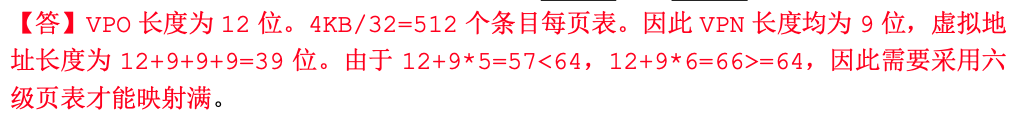 【答】VPO 长度为 12 位。4KB/32=512 个条目每页表。因此 VPN 长度均为 9 位，虚拟地
址长度为 12+9+9+9=39 位。由于 12+9*5=57<64，12+9*6=66>=64，因此需要采用六
级页表才能映射满。